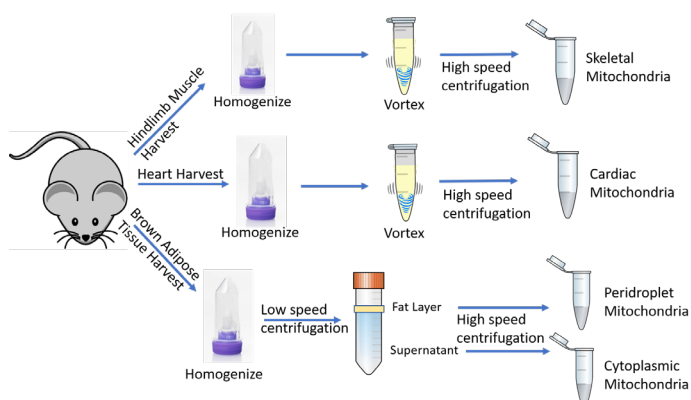 Hindlimb Muscle
Harvest
Homogenize
Vortex
High speed
centrifugation
Skeletal
Mitochondria
Heart Harvest
Homogenize
Vortex
High speed
centrifugation
Cardiac
Mitochondria
Brown Adipose
Tissue Harvest
Homogenize
Low speed
centrifugation
Fat Layer
Supernatant
High speed
centrifugation
Peridroplet
Mitochondria
Cytoplasmic
Mitochondria